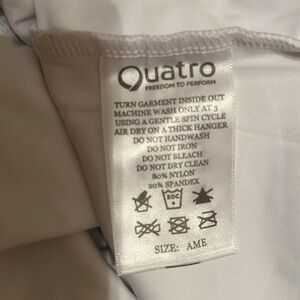 Quatro
FREEDOM TO PERFORM
TURN GARMENT INSIDE OUT
MACHINE WASH ONLY AT 3
USING A GENTLE SPIN CYCLE
AIR DRY ON A THICK HANGER
DO NOT HANDWASH
DO NOT IRON
DO NOT BLEACH
DO NOT DRY CLEAN
80% NYLON
20% SPANDEX
30C
SIZE: AME